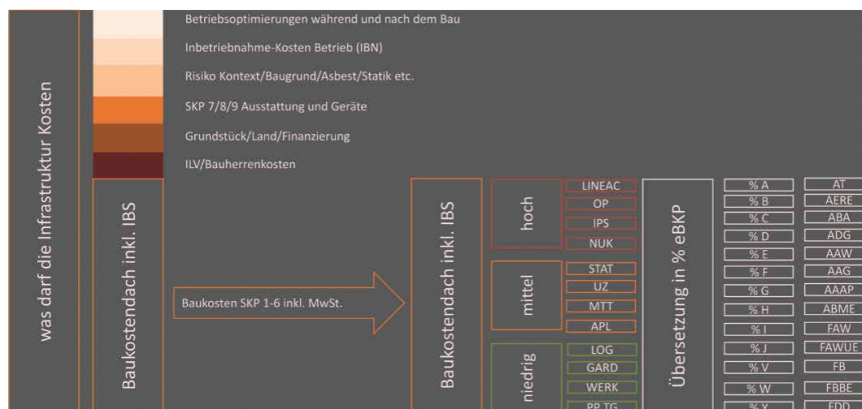 was darf die Infrastruktur Kosten
Betriebsoptimierungen während und nach dem Bau
Inbetriebnahme-Kosten Betrieb (IBN)
Risiko Kontext/Baugrund/Asbest/Statik etc.
SKP 7/8/9 Ausstattung und Geräte
Grundstück/Land/Finanzierung
ILV/Bauherrenkosten
Baukostendach inkl. IBS
Baukosten SKP 1-6 inkl. MwSt.
Baukostendach inkl. IBS
hoch
LINEAC
OP
IPS
NUK
mittel
STAT
UZ
MTT
APL
niedrig
LOG
GARD
WERK
PP TG
Übersetzung in % eBKP
% A
% B
% C
% D
% E
% F
% G
% H
% I
% J
% V
% W
% Y
AT
AERE
ABA
ADG
AAW
AAG
AAAP
ABME
FAW
FAWUE
FB
FBBE
FDD